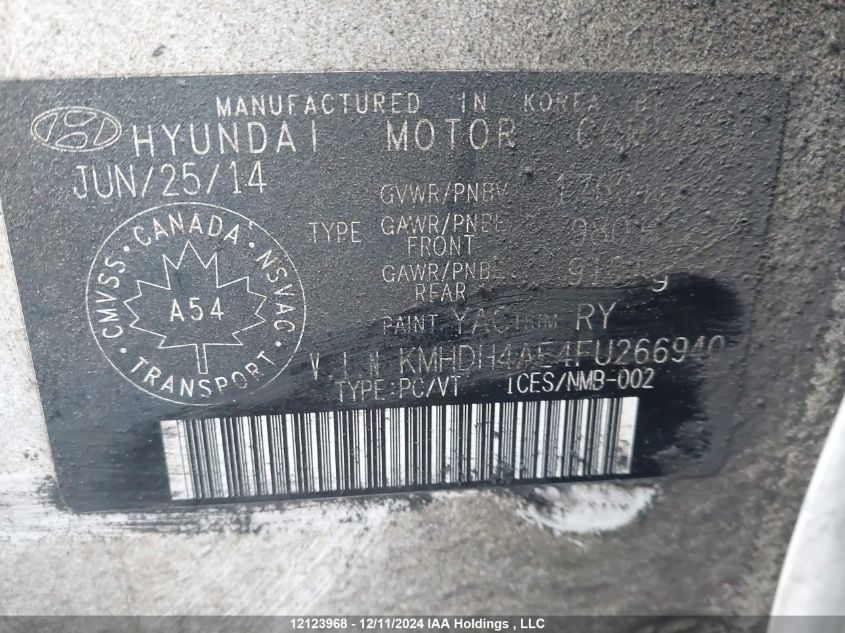 MANUFACTURED IN KOREA
HYUNDAI MOTOR
JUN/25/14
GVWR/PNBV
TYPE GAWR/PNBE
FRONT
GAWR/PNBE
REAR
PAINT YAC TRIM RY
CMVSS · CANADA · NSVAC · TRANSPORT ·
A54
V.I.N KMHDH4AE4FU266940
TYPE:PC/VT ICES/NMB-002
12123968 - 12/11/2024 IAA Holdings , LLC